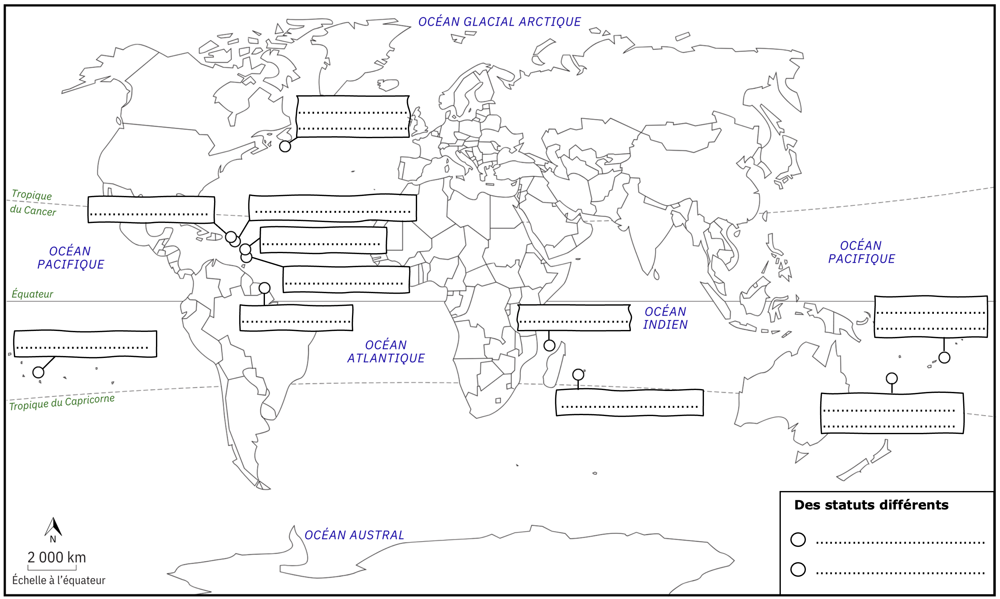 OCÉAN GLACIAL ARCTIQUE
Tropique
du Cancer
OCÉAN
PACIFIQUE
OCÉAN
PACIFIQUE
Équateur
OCÉAN
INDIEN
OCÉAN
ATLANTIQUE
Tropique du Capricorne
Des statuts différents
OCÉAN AUSTRAL
N
2 000 km
Échelle à l'équateur